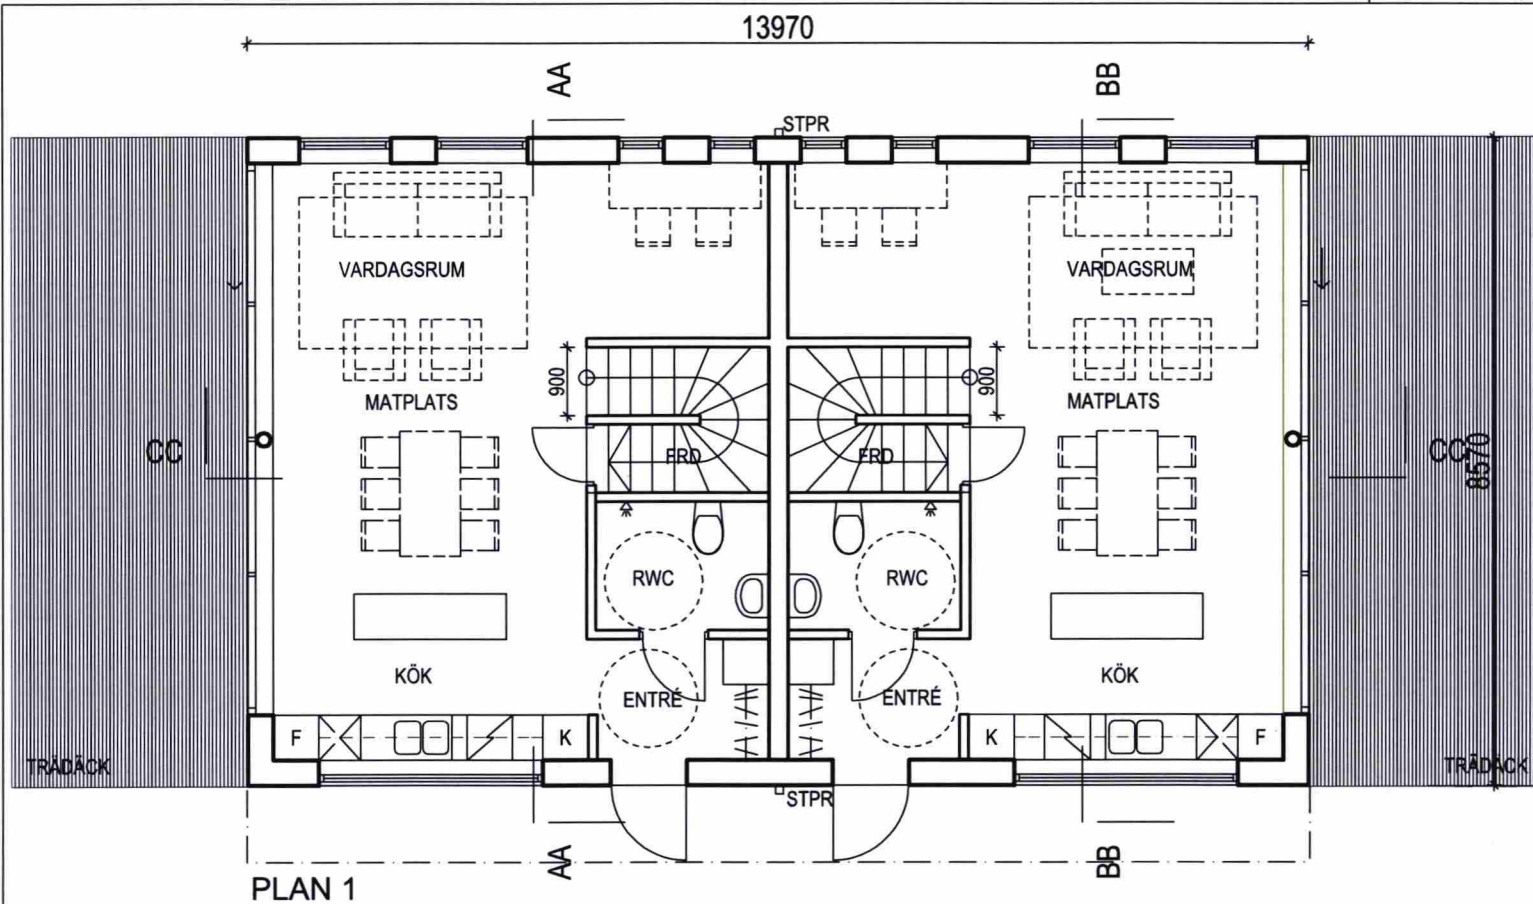 13970
AA
BB
STPR
VARDAGSRUM
VARDAGSRUM
900
900
MATPLATS
MATPLATS
CC
CC
8570
FRD
FRD
RWC
RWC
KÖK
KÖK
ENTRÉ
ENTRÉ
F
K
K
F
TRÄDÄCK
TRÄDÄCK
STPR
AA
BB
PLAN 1